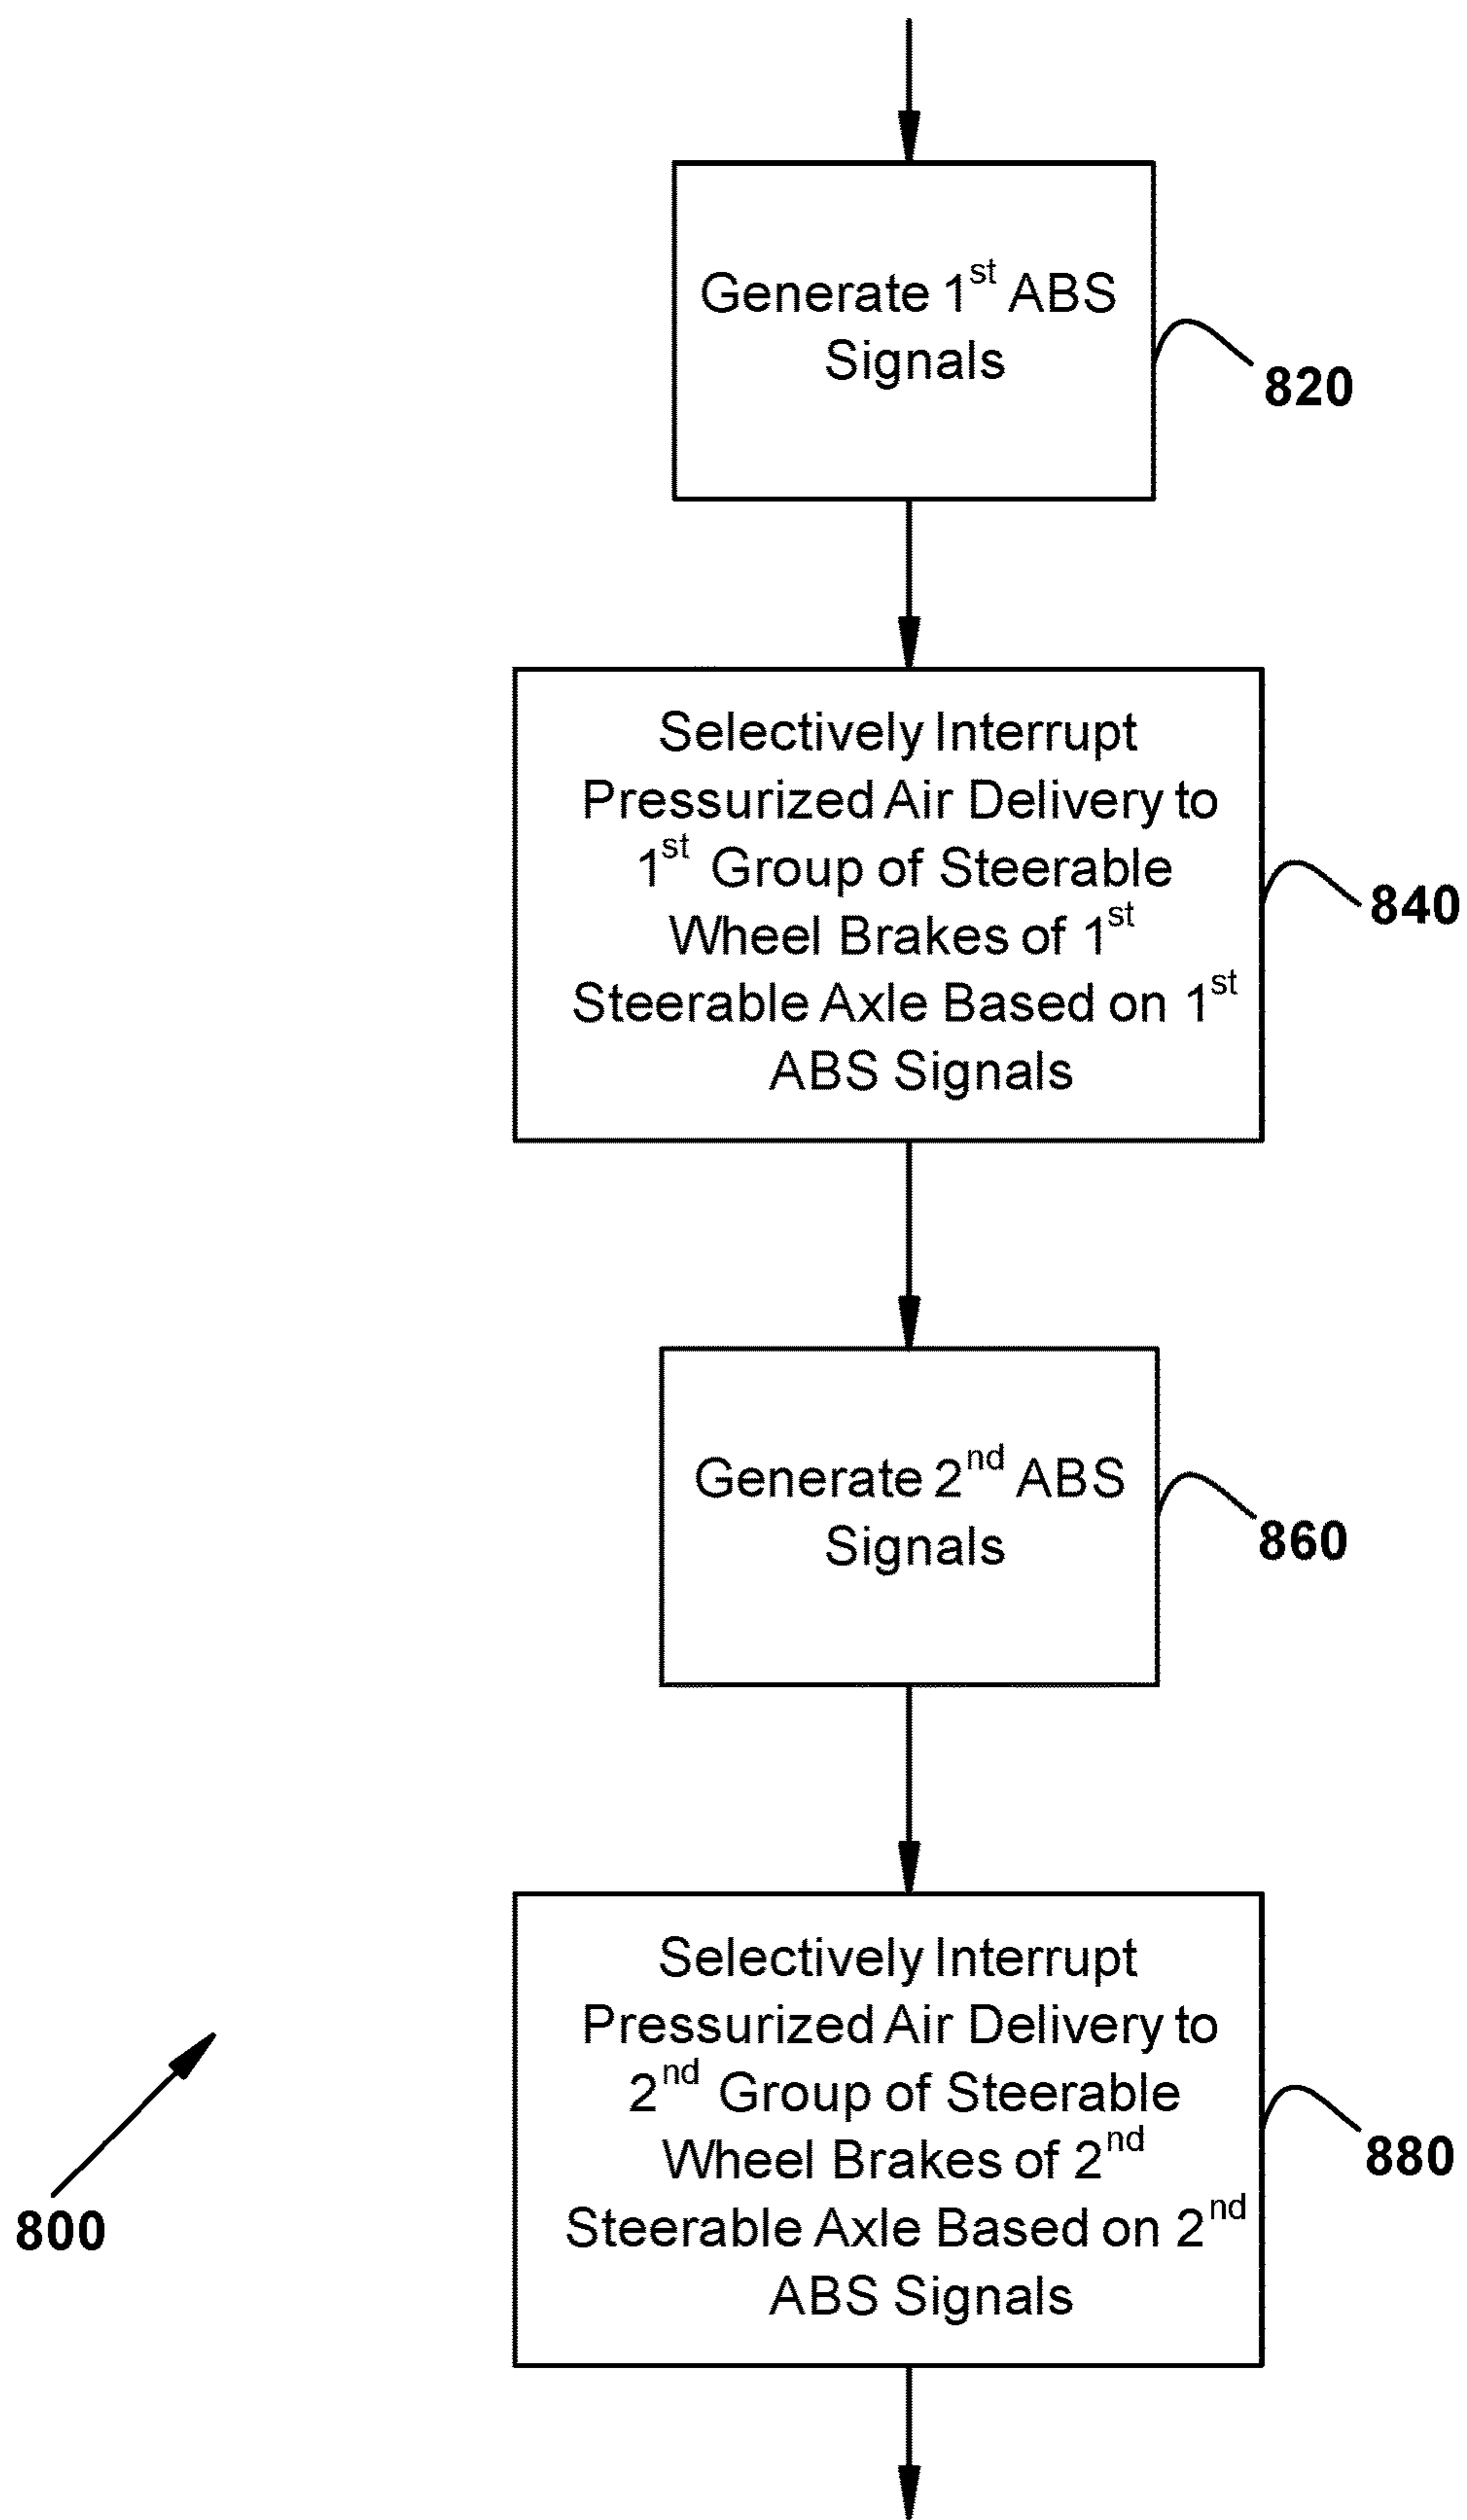 Generate 1st ABS
Signals
820
Selectively Interrupt
Pressurized Air Delivery to
1st Group of Steerable
Wheel Brakes of 1st
Steerable Axle Based on 1st
ABS Signals
840
Generate 2nd ABS
Signals
860
Selectively Interrupt
Pressurized Air Delivery to
2nd Group of Steerable
Wheel Brakes of 2nd
Steerable Axle Based on 2nd
ABS Signals
880
800